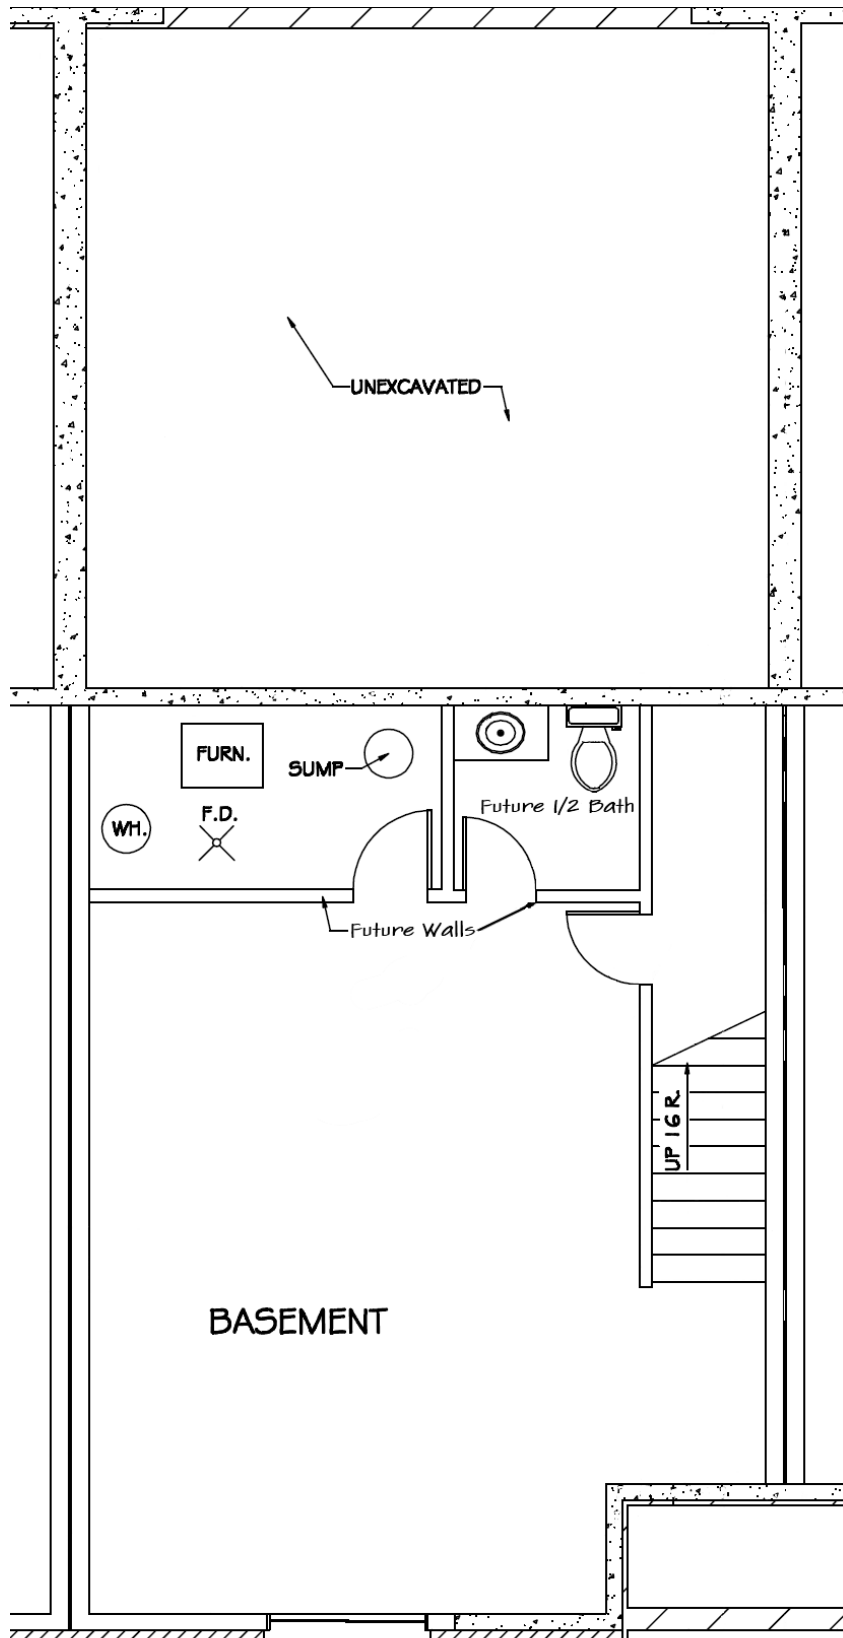 UNEXCAVATED
FURN.
SUMP
F.D.
WH.
Future 1/2 Bath
Future Walls
UP 16 R.
BASEMENT